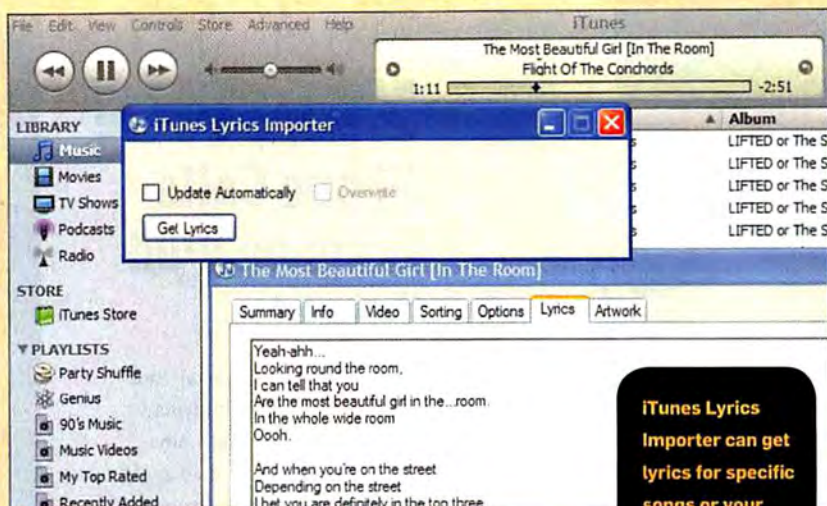 File Edit View Controls Store Advanced Help
iTunes
The Most Beautiful Girl [In The Room]
Flight Of The Conchords
1:11 -2:51
iTunes Lyrics Importer
Update Automatically Overwrite
Get Lyrics
Album
LIFTED or The S
LIFTED or The S
LIFTED or The S
LIFTED or The S
LIBRARY
Music
Movies
TV Shows
Podcasts
Radio
STORE
iTunes Store
PLAYLISTS
Party Shuffle
Genius
90's Music
Music Videos
My Top Rated
Recently Added
The Most Beautiful Girl [In The Room]
Summary Info Video Sorting Options Lyrics Artwork
Yeah-ahh...
Looking round the room,
I can tell that you
Are the most beautiful girl in the...room.
In the whole wide room
Oooh.
And when you're on the street
Depending on the street
I bet you are definitely in the top three
iTunes Lyrics
Importer can get
lyrics for specific
songs or your